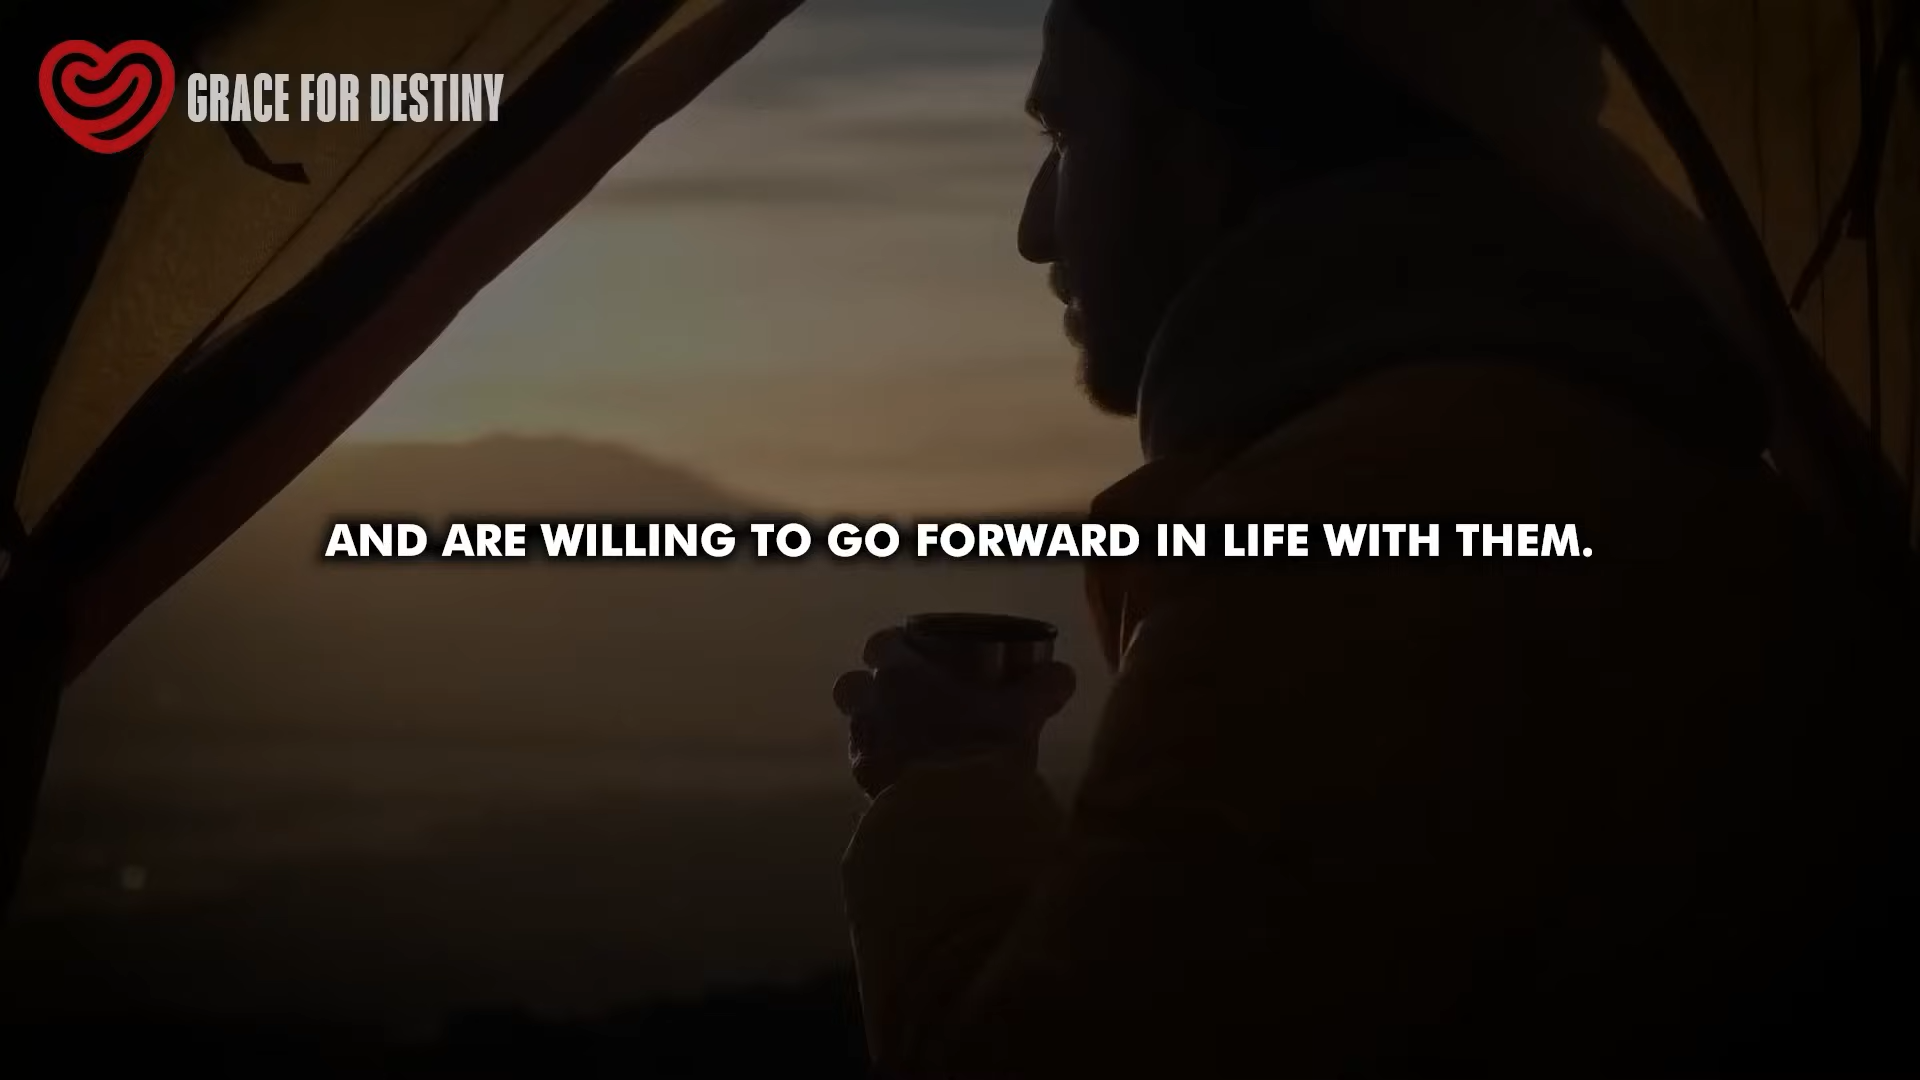 GRACE FOR DESTINY
AND ARE WILLING TO GO FORWARD IN LIFE WITH THEM.